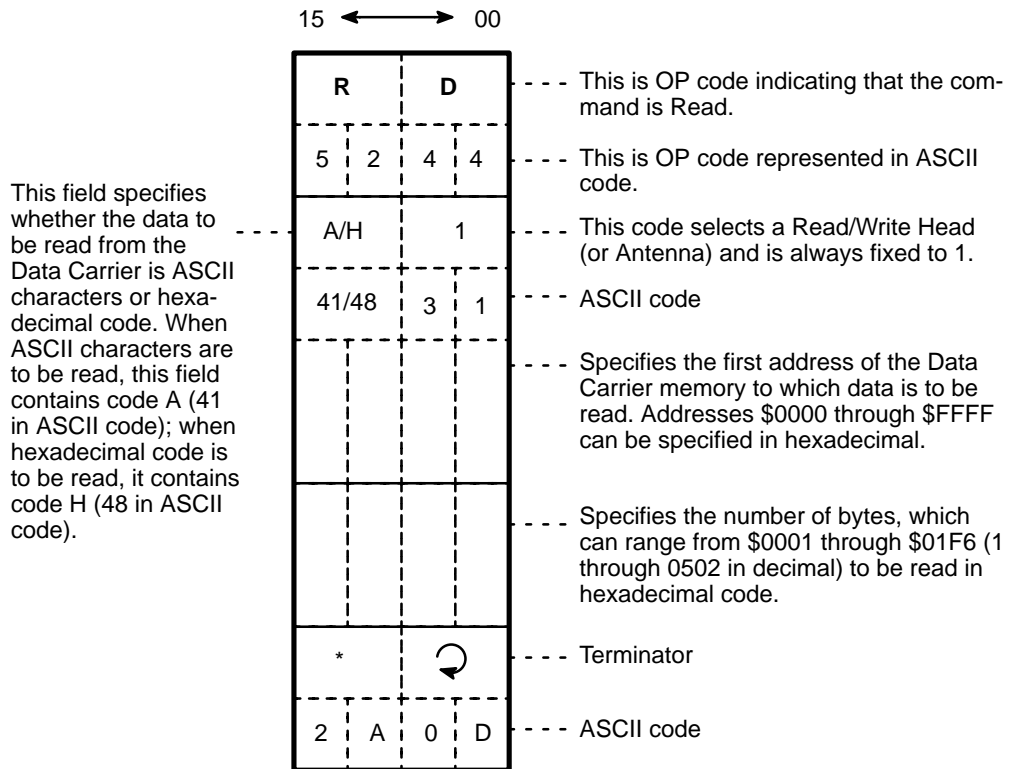 15 00
R D
This is OP code indicating that the com-
mand is Read.
5 2 4 4
This is OP code represented in ASCII
code.
This field specifies
whether the data to
be read from the
Data Carrier is ASCII
characters or hexa-
decimal code. When
ASCII characters are
to be read, this field
contains code A (41
in ASCII code); when
hexadecimal code is
to be read, it contains
code H (48 in ASCII
code).
A/H 1
This code selects a Read/Write Head
(or Antenna) and is always fixed to 1.
41/48 3 1
ASCII code
Specifies the first address of the Data
Carrier memory to which data is to be
read. Addresses $0000 through $FFFF
can be specified in hexadecimal.
Specifies the number of bytes, which
can range from $0001 through $01F6 (1
through 0502 in decimal) to be read in
hexadecimal code.
*
Terminator
2 A 0 D
ASCII code